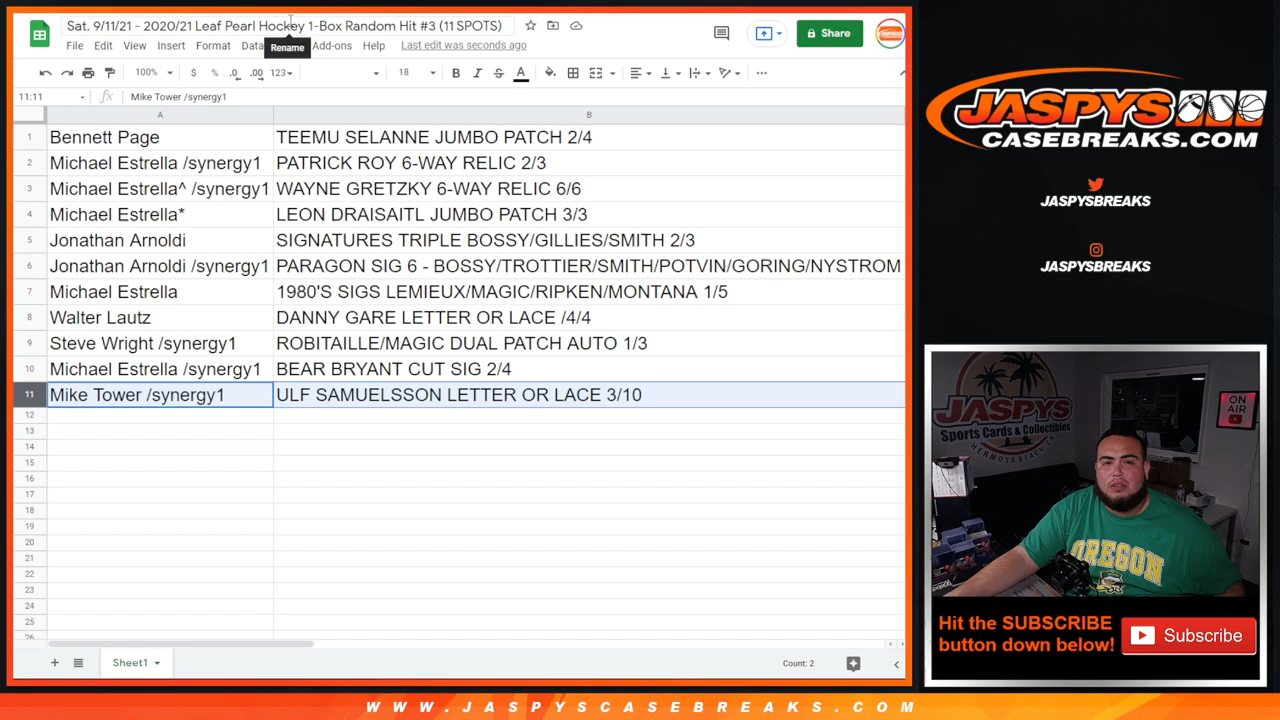 Sat. 9/11/21 - 2020/21 Leaf Pearl Hockey 1-Box Random Hit #3 (11 SPOTS)
Share
File Edit View Insert Format Data Add-ons Help Last edit was seconds ago
Rename
100% $ % .0 .00 123 18 B I S A
11:11 fx Mike Tower /synergy1
A B
1 Bennett Page TEEMU SELANNE JUMBO PATCH 2/4
2 Michael Estrella /synergy1 PATRICK ROY 6-WAY RELIC 2/3
3 Michael Estrella^ /synergy1 WAYNE GRETZKY 6-WAY RELIC 6/6
4 Michael Estrella* LEON DRAISAITL JUMBO PATCH 3/3
5 Jonathan Arnoldi SIGNATURES TRIPLE BOSSY/GILLIES/SMITH 2/3
6 Jonathan Arnoldi /synergy1 PARAGON SIG 6 - BOSSY/TROTTIER/SMITH/POTVIN/GORING/NYSTROM
7 Michael Estrella 1980'S SIGS LEMIEUX/MAGIC/RIPKEN/MONTANA 1/5
8 Walter Lautz DANNY GARE LETTER OR LACE /4/4
9 Steve Wright /synergy1 ROBITAILLE/MAGIC DUAL PATCH AUTO 1/3
10 Michael Estrella /synergy1 BEAR BRYANT CUT SIG 2/4
11 Mike Tower /synergy1 ULF SAMUELSSON LETTER OR LACE 3/10
12
13
14
15
16
17
18
19
20
21
22
23
24
25
26
Sheet1
Count: 2
JASPYS
CASEBREAKS.COM
JASPYSBREAKS
JASPYSBREAKS
JASPYS
Sports Cards & Collectibles
HERMOSA BEACH, CA
ON AIR
OREGON
Hit the SUBSCRIBE
button down below!
Subscribe
WWW.JASPYSCASEBREAKS.COM